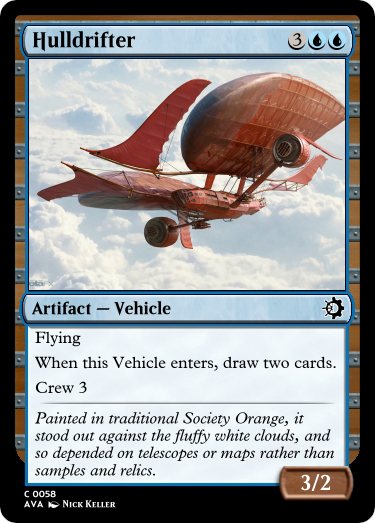 Hulldrifter 3
Artifact — Vehicle
Flying
When this Vehicle enters, draw two cards.
Crew 3
Painted in traditional Society Orange, it
stood out against the fluffy white clouds, and
so depended on telescopes or maps rather than
samples and relics.
3/2
C 0058
AVA Nick Keller